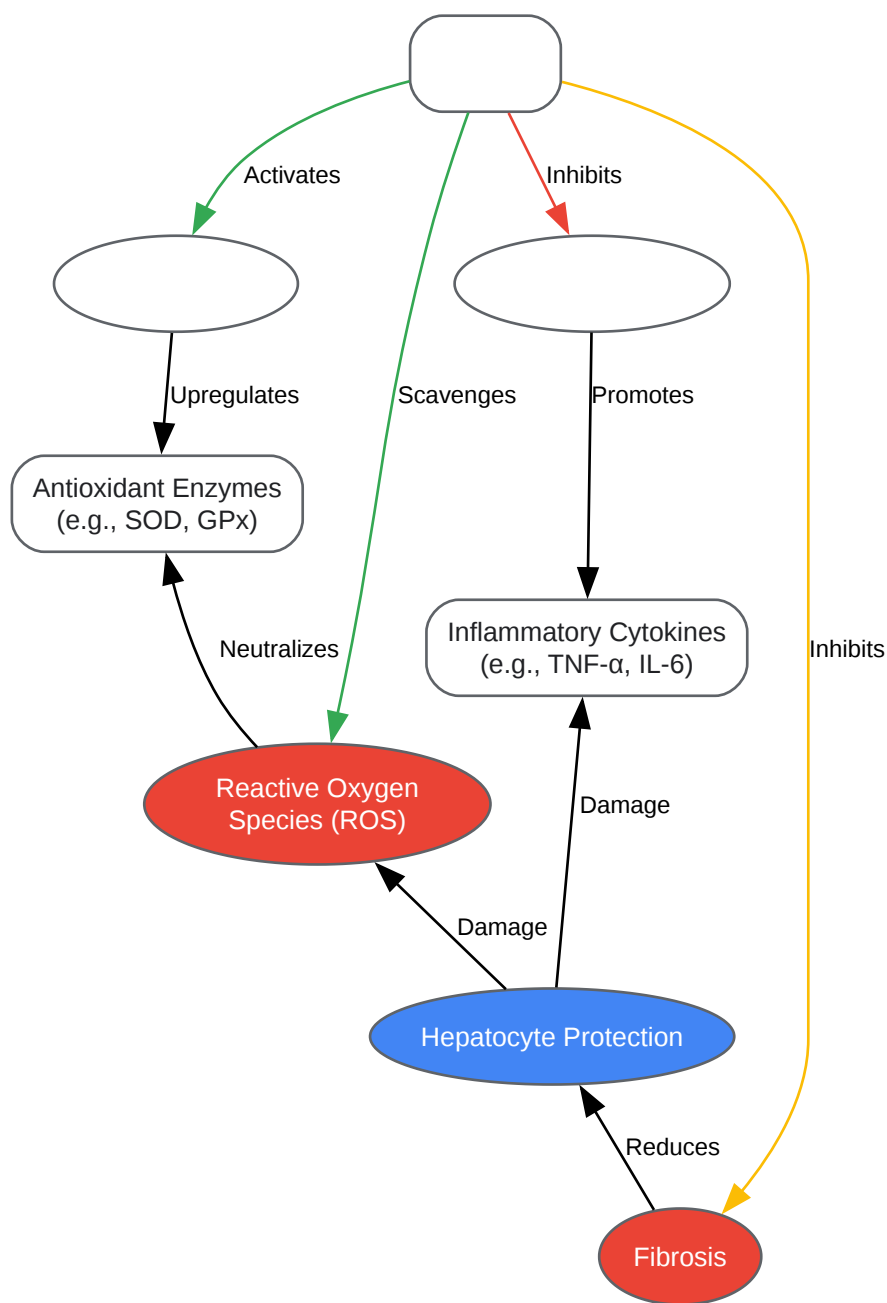 Activates
Inhibits
Upregulates
Scavenges
Promotes
Antioxidant Enzymes
(e.g., SOD, GPx)
Neutralizes
Inflammatory Cytokines
(e.g., TNF-α, IL-6)
Inhibits
Reactive Oxygen
Species (ROS)
Damage
Damage
Hepatocyte Protection
Reduces
Fibrosis